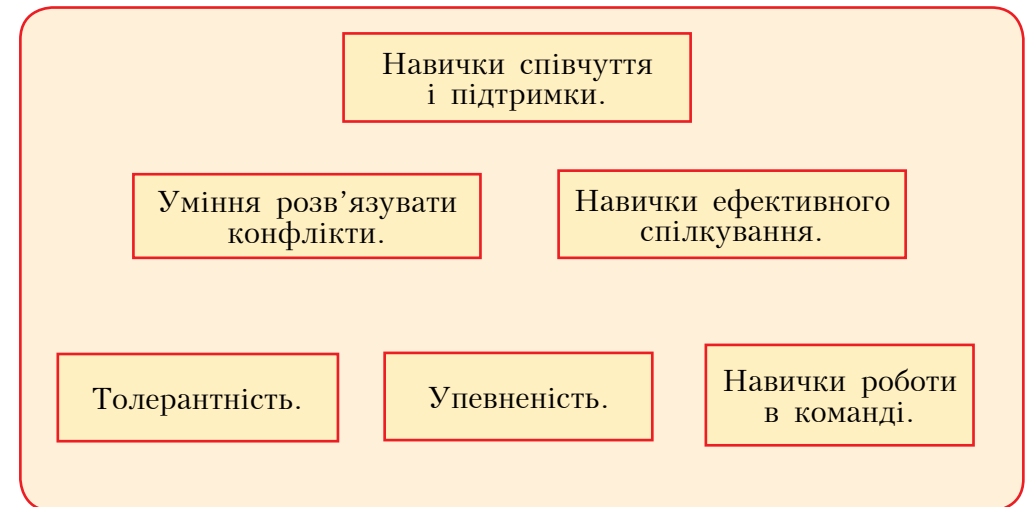 Навички співчуття
і підтримки.
Уміння розв’язувати
конфлікти.
Навички ефективного
спілкування.
Толерантність.
Упевненість.
Навички роботи
в команді.